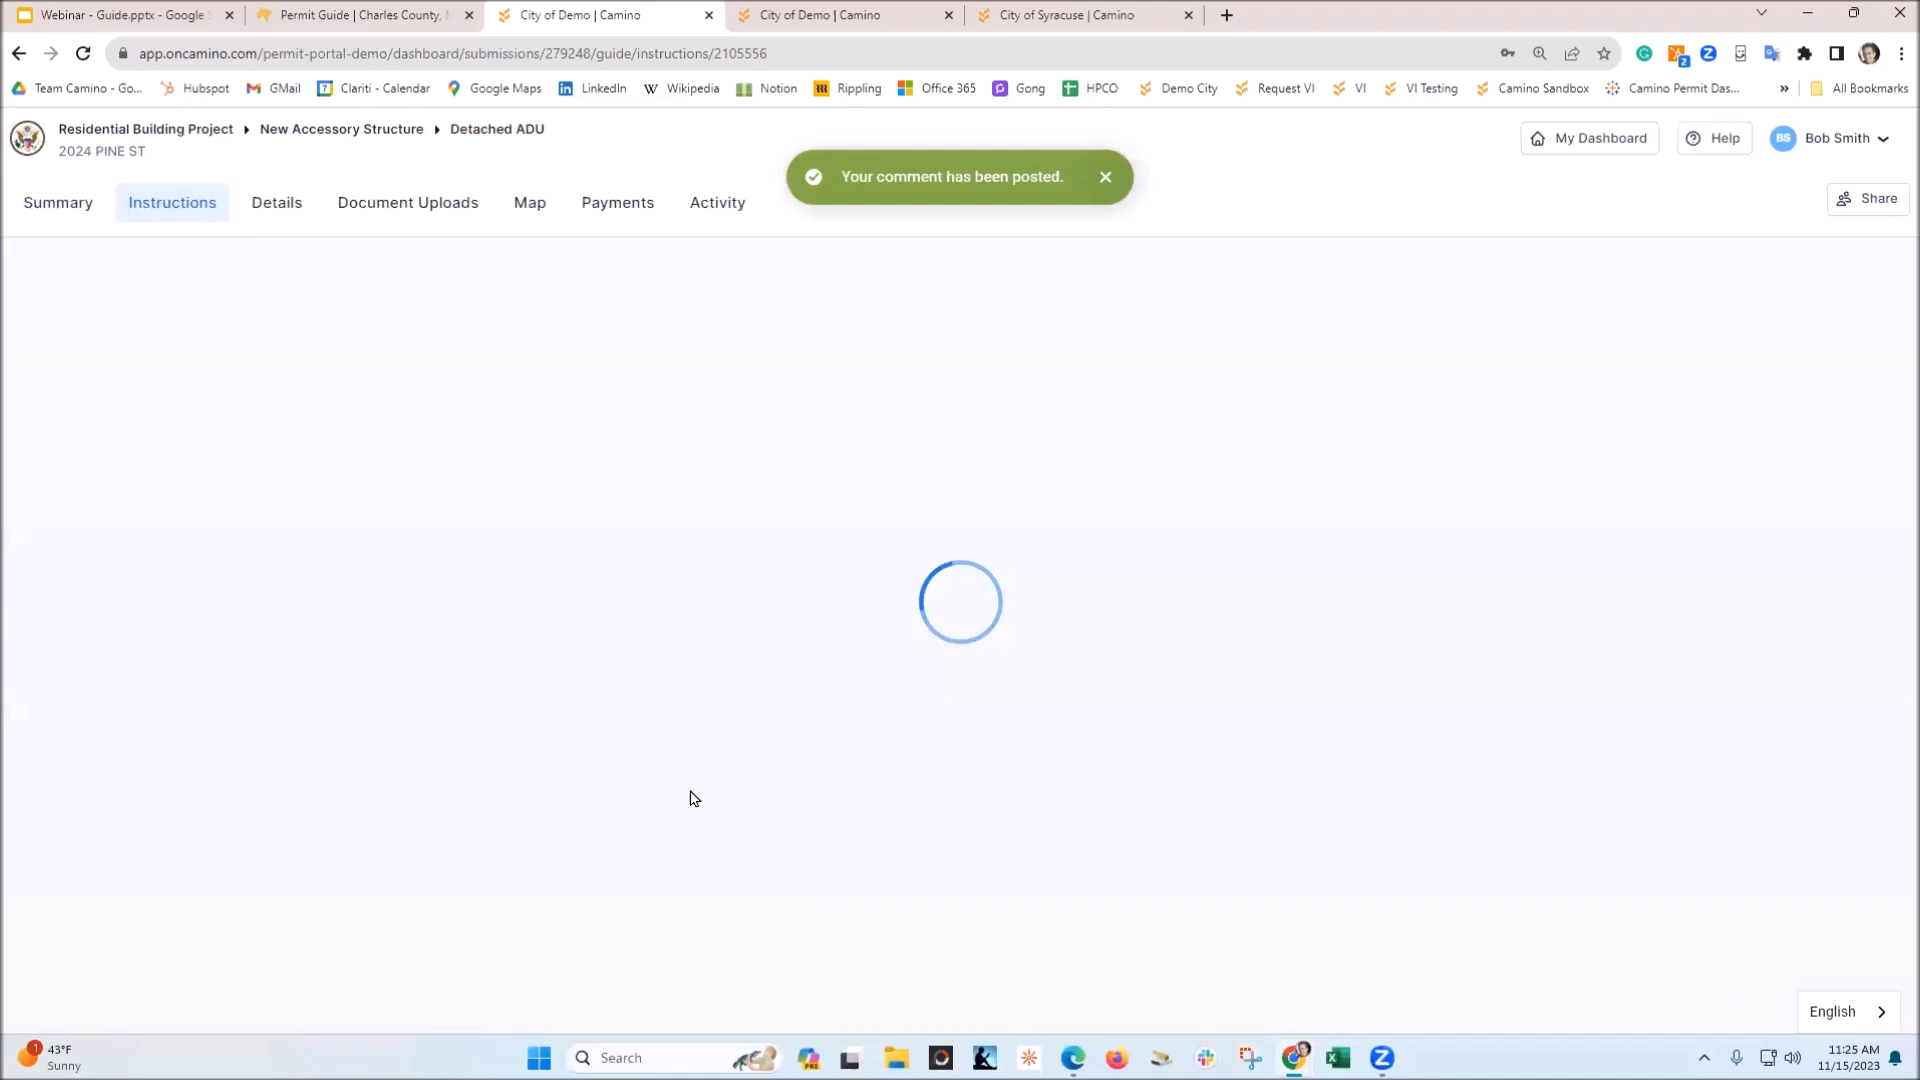 Webinar - Guide.pptx - Google S
Permit Guide | Charles County,
City of Demo | Camino
City of Demo | Camino
City of Syracuse | Camino
app.oncamino.com/permit-portal-demo/dashboard/submissions/279248/guide/instructions/2105556
Team Camino - Go...
Hubspot
GMail
Clariti - Calendar
Google Maps
LinkedIn
Wikipedia
Notion
Rippling
Office 365
Gong
HPCO
Demo City
Request VI
VI
VI Testing
Camino Sandbox
Camino Permit Das...
»
All Bookmarks
Residential Building Project
New Accessory Structure
Detached ADU
2024 PINE ST
My Dashboard
Help
BS
Bob Smith
Your comment has been posted.
Summary
Instructions
Details
Document Uploads
Map
Payments
Activity
Share
English
1
43°F
Sunny
Search
PRE
11:25 AM
11/15/2023